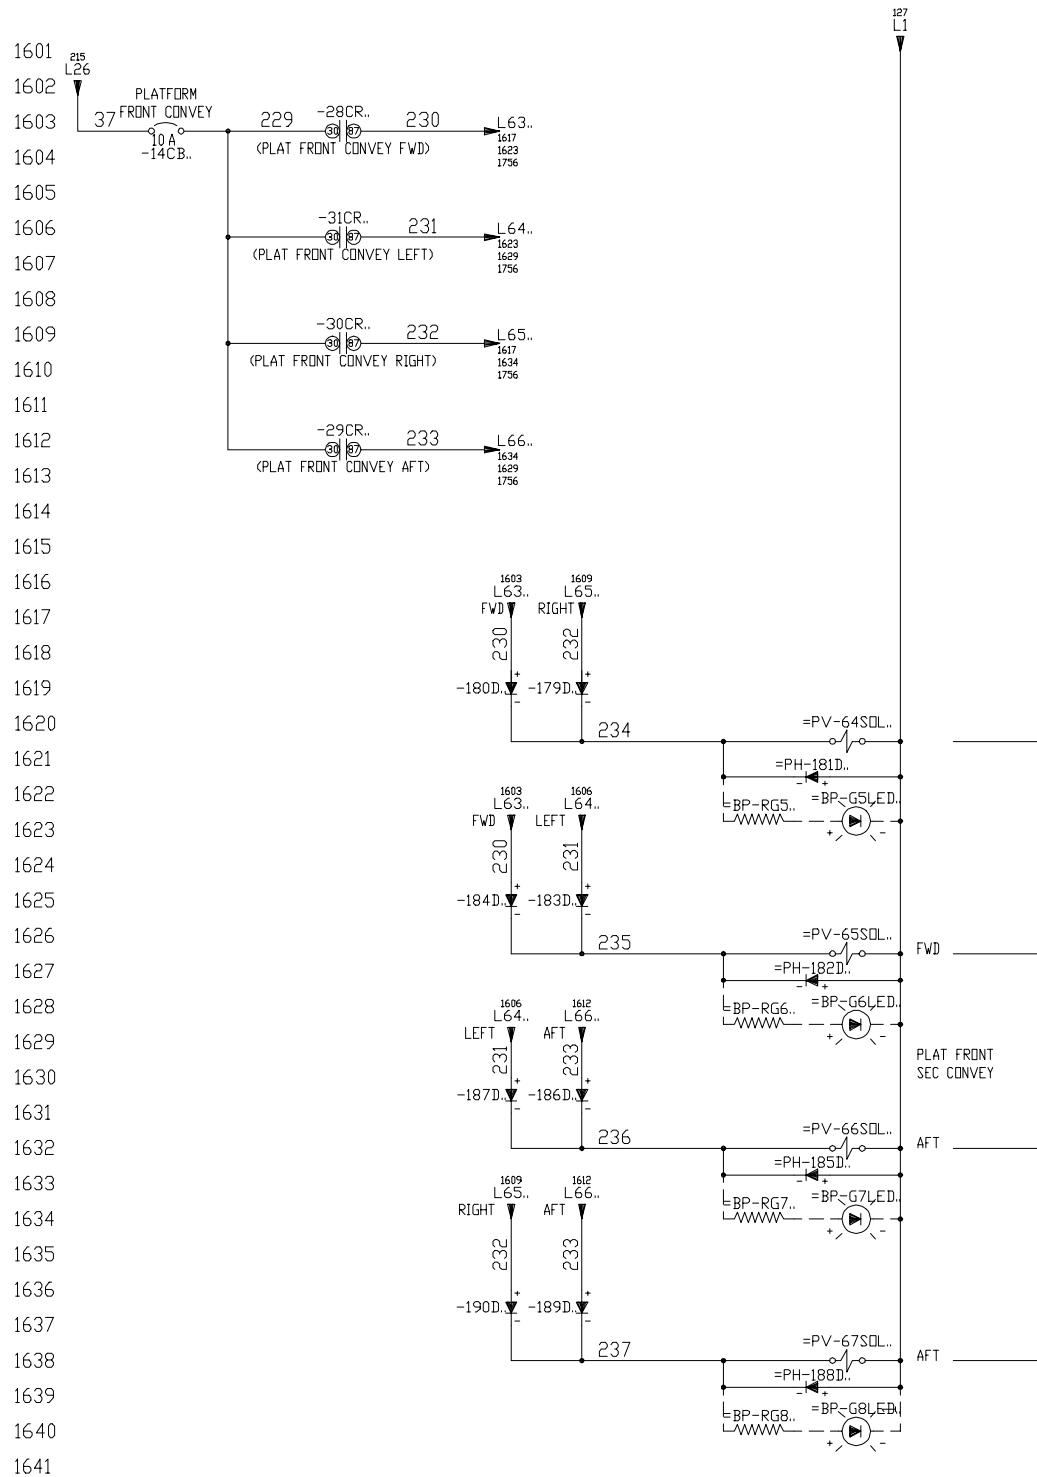 127
L1
1601
215
L26
1602
PLATFORM
FRONT CONVEY
1603
37
10 A
-14CB..
229
-28CR..
30 87
230
L63..
1617
1623
1756
(PLAT FRONT CONVEY FWD)
1604
1605
1606
-31CR..
30 87
231
L64..
1623
1629
1756
(PLAT FRONT CONVEY LEFT)
1607
1608
1609
-30CR..
30 87
232
L65..
1617
1634
1756
(PLAT FRONT CONVEY RIGHT)
1610
1611
1612
-29CR..
30 87
233
L66..
1634
1629
1756
(PLAT FRONT CONVEY AFT)
1613
1614
1615
1616
1603 1609
L63.. L65..
1617
FWD RIGHT
1618
230 232
+ +
1619
-180D.. -179D..
- -
1620
234
=PV-64SOL..
1621
=PH-181D..
- +
1622
1603 1606
L63.. L64..
=BP-RG5.. =BP-G5LED..
+ -
1623
FWD LEFT
1624
230 231
+ +
1625
-184D.. -183D..
- -
1626
235
=PV-65SOL..
FWD
1627
=PH-182D..
- +
1628
1606 1612
L64.. L66..
=BP-RG6.. =BP-G6LED..
+ -
1629
LEFT AFT
231 233
PLAT FRONT
SEC CONVEY
1630
+ +
-187D.. -186D..
- -
1631
1632
236
=PV-66SOL..
AFT
1633
=PH-185D..
- +
1609 1612
L65.. L66..
=BP-RG7.. =BP-G7LED..
+ -
1634
RIGHT AFT
1635
232 233
1636
+ +
-190D.. -189D..
- -
1637
1638
237
=PV-67SOL..
AFT
=PH-188D..
- +
1639
=BP-RG8.. =BP-G8LED..
+ -
1640
1641